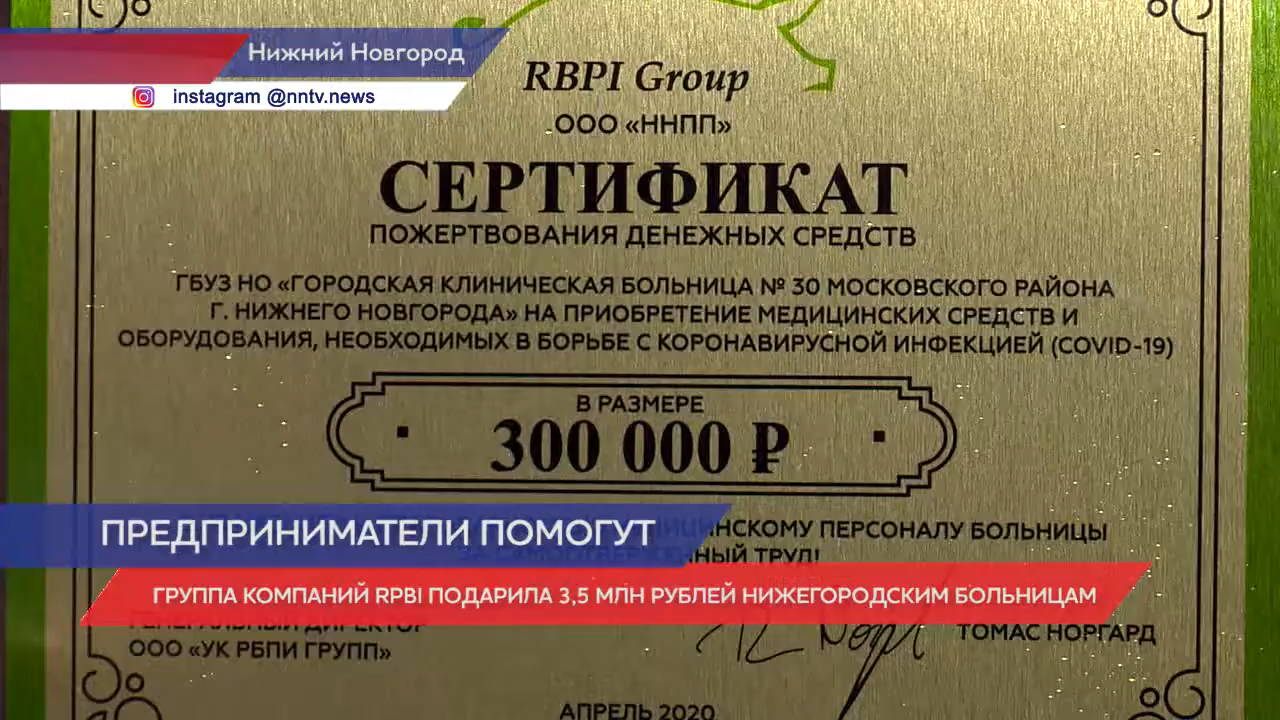 Нижний Новгород
instagram @nntv.news
RBPI Group
ООО «ННПП»
СЕРТИФИКАТ
ПОЖЕРТВОВАНИЯ ДЕНЕЖНЫХ СРЕДСТВ
ГБУЗ НО «ГОРОДСКАЯ КЛИНИЧЕСКАЯ БОЛЬНИЦА № 30 МОСКОВСКОГО РАЙОНА
Г. НИЖНЕГО НОВГОРОДА» НА ПРИОБРЕТЕНИЕ МЕДИЦИНСКИХ СРЕДСТВ И
ОБОРУДОВАНИЯ, НЕОБХОДИМЫХ В БОРЬБЕ С КОРОНАВИРУСНОЙ ИНФЕКЦИЕЙ (COVID-19)
В РАЗМЕРЕ
300 000 ₽
ПЕРСОНАЛУ БОЛЬНИЦЫ
ТРУД!
ПРЕДПРИНИМАТЕЛИ ПОМОГУТ
ГРУППА КОМПАНИЙ RPBI ПОДАРИЛА 3,5 МЛН РУБЛЕЙ НИЖЕГОРОДСКИМ БОЛЬНИЦАМ
ГЕНЕРАЛЬНЫЙ ДИРЕКТОР
ООО «УК РБПИ ГРУПП»
ТОМАС НОРГАРД
АПРЕЛЬ 2020